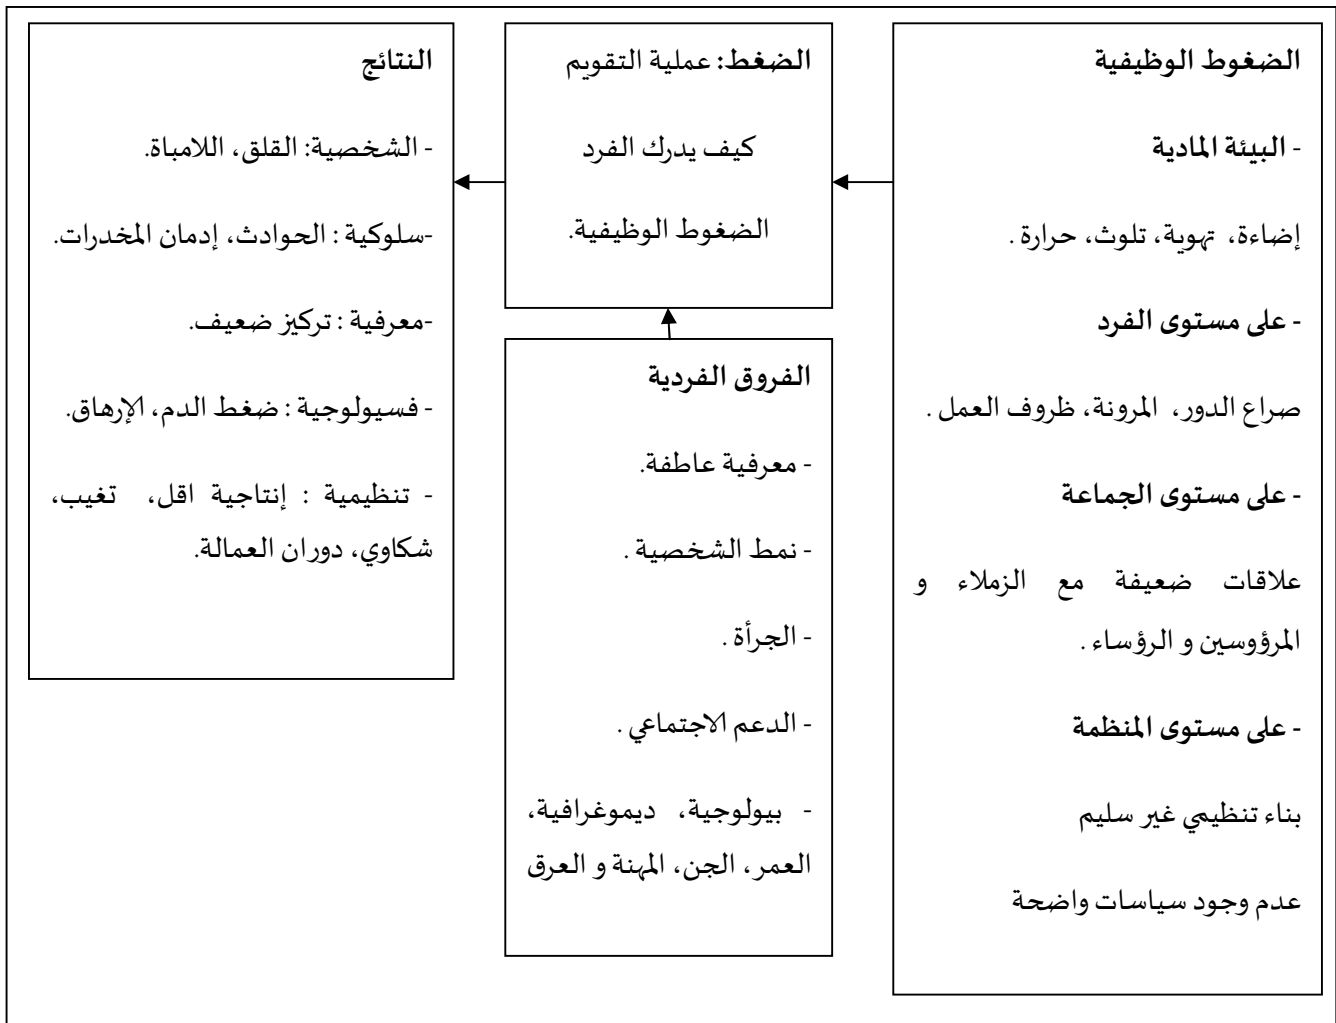 الضغوط الوظيفية
- البيئة المادية
إضاءة، تهوية، تلوث، حرارة .
- على مستوى الفرد
صراع الدور، المرونة، ظروف العمل .
- على مستوى الجماعة
علاقات ضعيفة مع الزملاء و
المرؤوسين و الرؤساء .
- على مستوى المنظمة
بناء تنظيمي غير سليم
عدم وجود سياسات واضحة
الضغط: عملية التقويم
كيف يدرك الفرد
الضغوط الوظيفية.
الفروق الفردية
- معرفية عاطفة.
- نمط الشخصية .
- الجرأة .
- الدعم الاجتماعي .
- بيولوجية، ديموغرافية،
العمر، الجن، المهنة و العرق
النتائج
- الشخصية: القلق، اللامباة.
-سلوكية : الحوادث، إدمان المخدرات.
-معرفية : تركيز ضعيف.
- فسيولوجية : ضغط الدم، الإرهاق.
- تنظيمية : إنتاجية اقل، تغيب،
شكاوي، دوران العمالة.